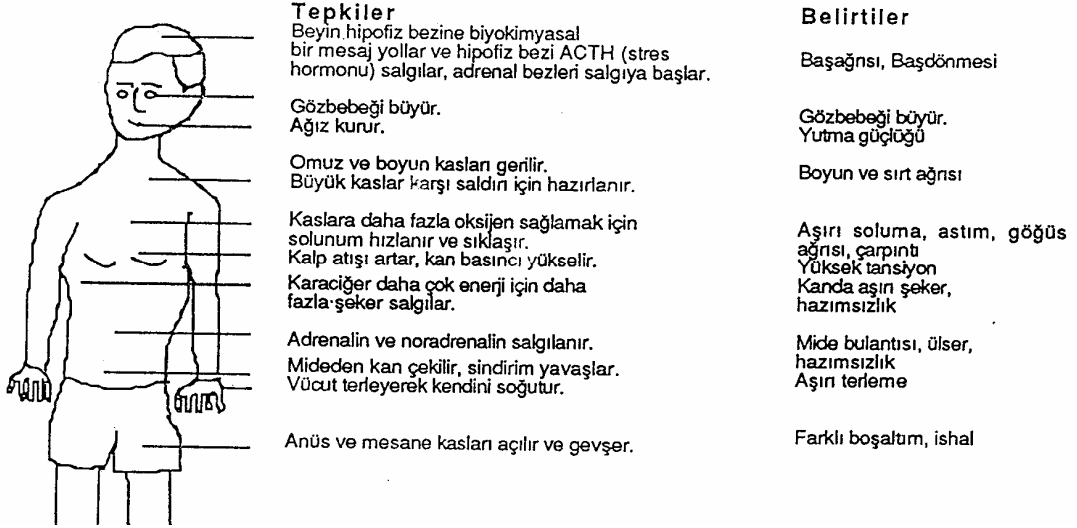 Tepkiler
Beyin hipofiz bezine biyokimyasal
bir mesaj yollar ve hipofiz bezi ACTH (stres
hormonu) salgılar, adrenal bezleri salgıya başlar.
Gözbebeği büyür.
Ağız kurur.
Omuz ve boyun kasları gerilir.
Büyük kaslar karşı saldırı için hazırlanır.
Kaslara daha fazla oksijen sağlamak için
solunum hızlanır ve sıklaşır.
Kalp atışı artar, kan basıncı yükselir.
Karaciğer daha çok enerji için daha
fazla şeker salgılar.
Adrenalin ve noradrenalin salgılanır.
Mideden kan çekilir, sindirim yavaşlar.
Vücut terleyerek kendini soğutur.
Anüs ve mesane kasları açılır ve gevşer.
Belirtiler
Başağrısı, Başdönmesi
Gözbebeği büyür.
Yutma güçlüğü
Boyun ve sırt ağrısı
Aşırı soluma, astım, göğüs
ağrısı, çarpıntı
Yüksek tansiyon
Kanda aşırı şeker,
hazımsızlık
Mide bulantısı, ülser,
hazımsızlık
Aşırı terleme
Farklı boşaltım, ishal